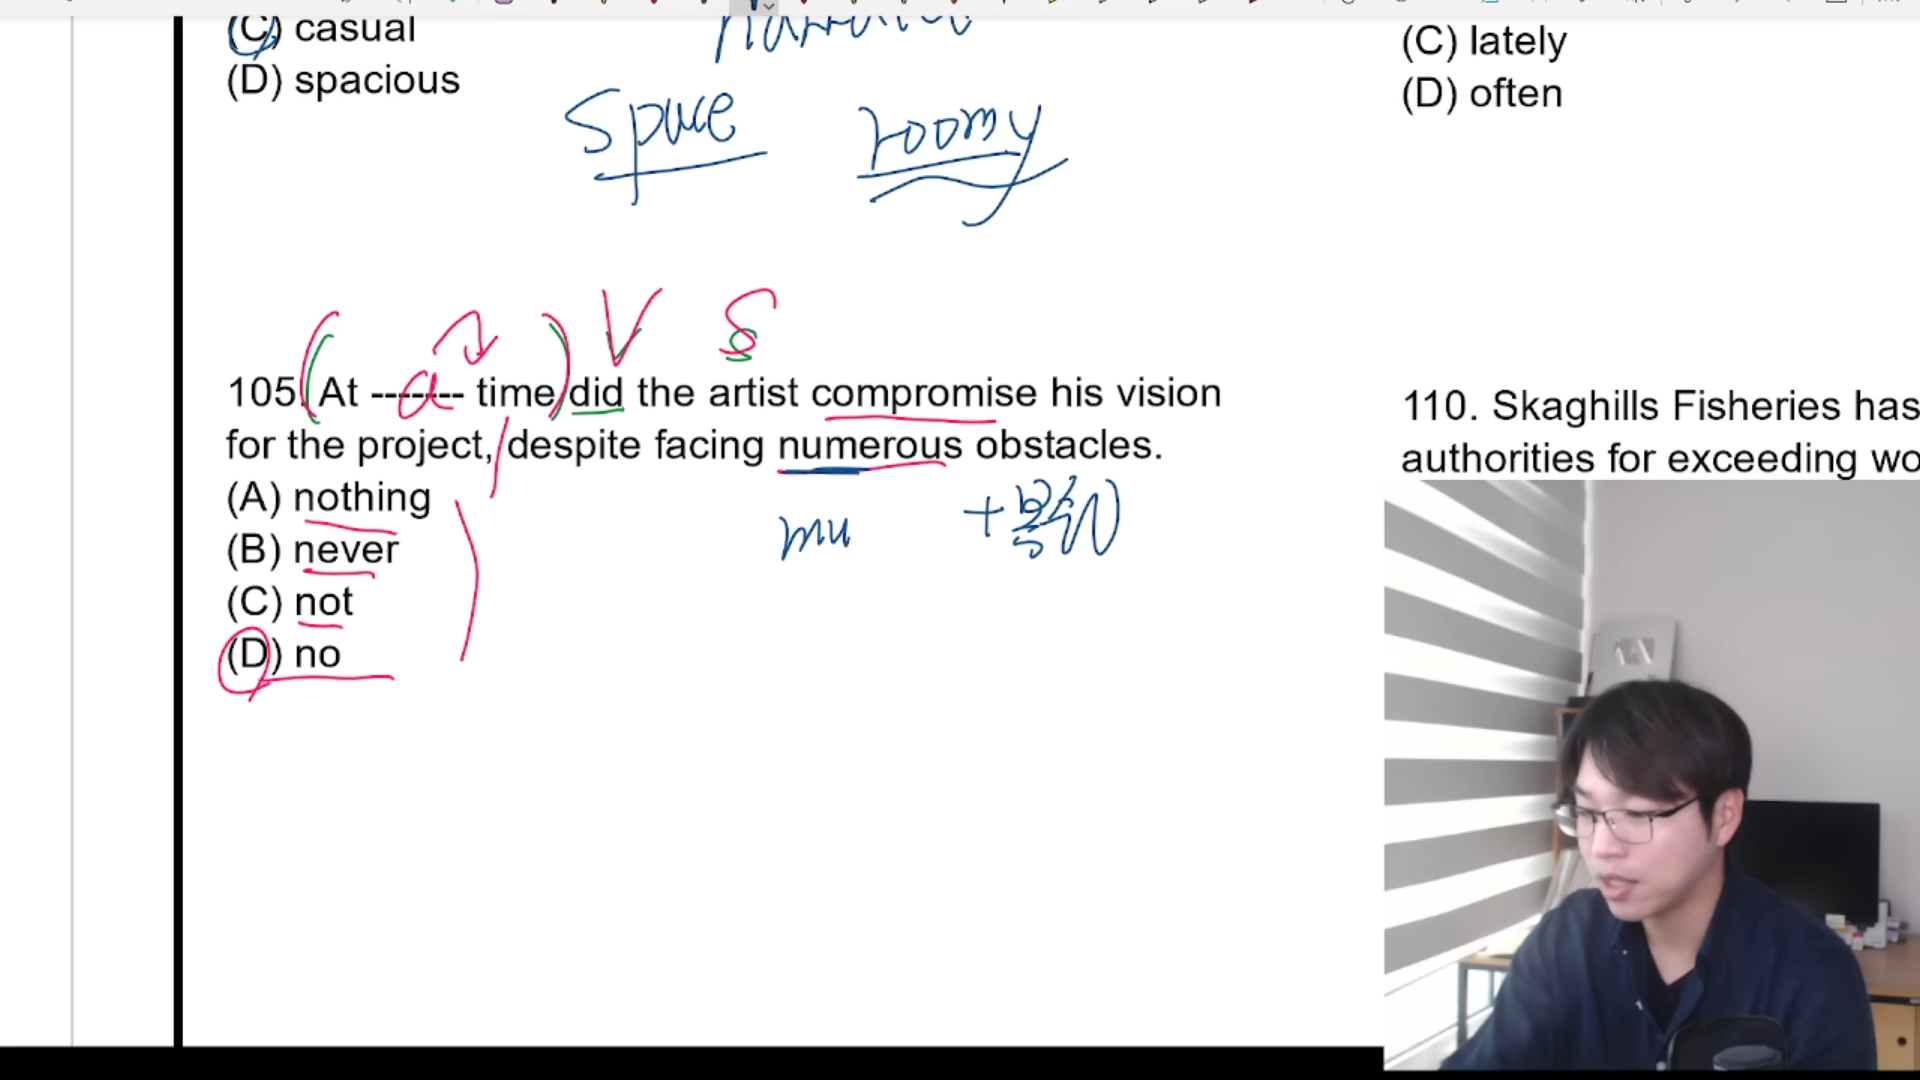 (C) casual
(D) spacious
space roomy
(C) lately
(D) often
V S
105. At ------- time did the artist compromise his vision
for the project, despite facing numerous obstacles.
a
(A) nothing
(B) never
(C) not
(D) no
mu +복수N
110. Skaghills Fisheries has
authorities for exceeding wo